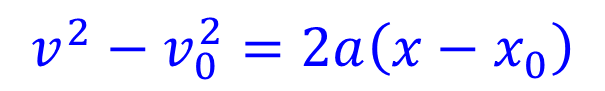 v² − v₀² = 2a(x − x₀)